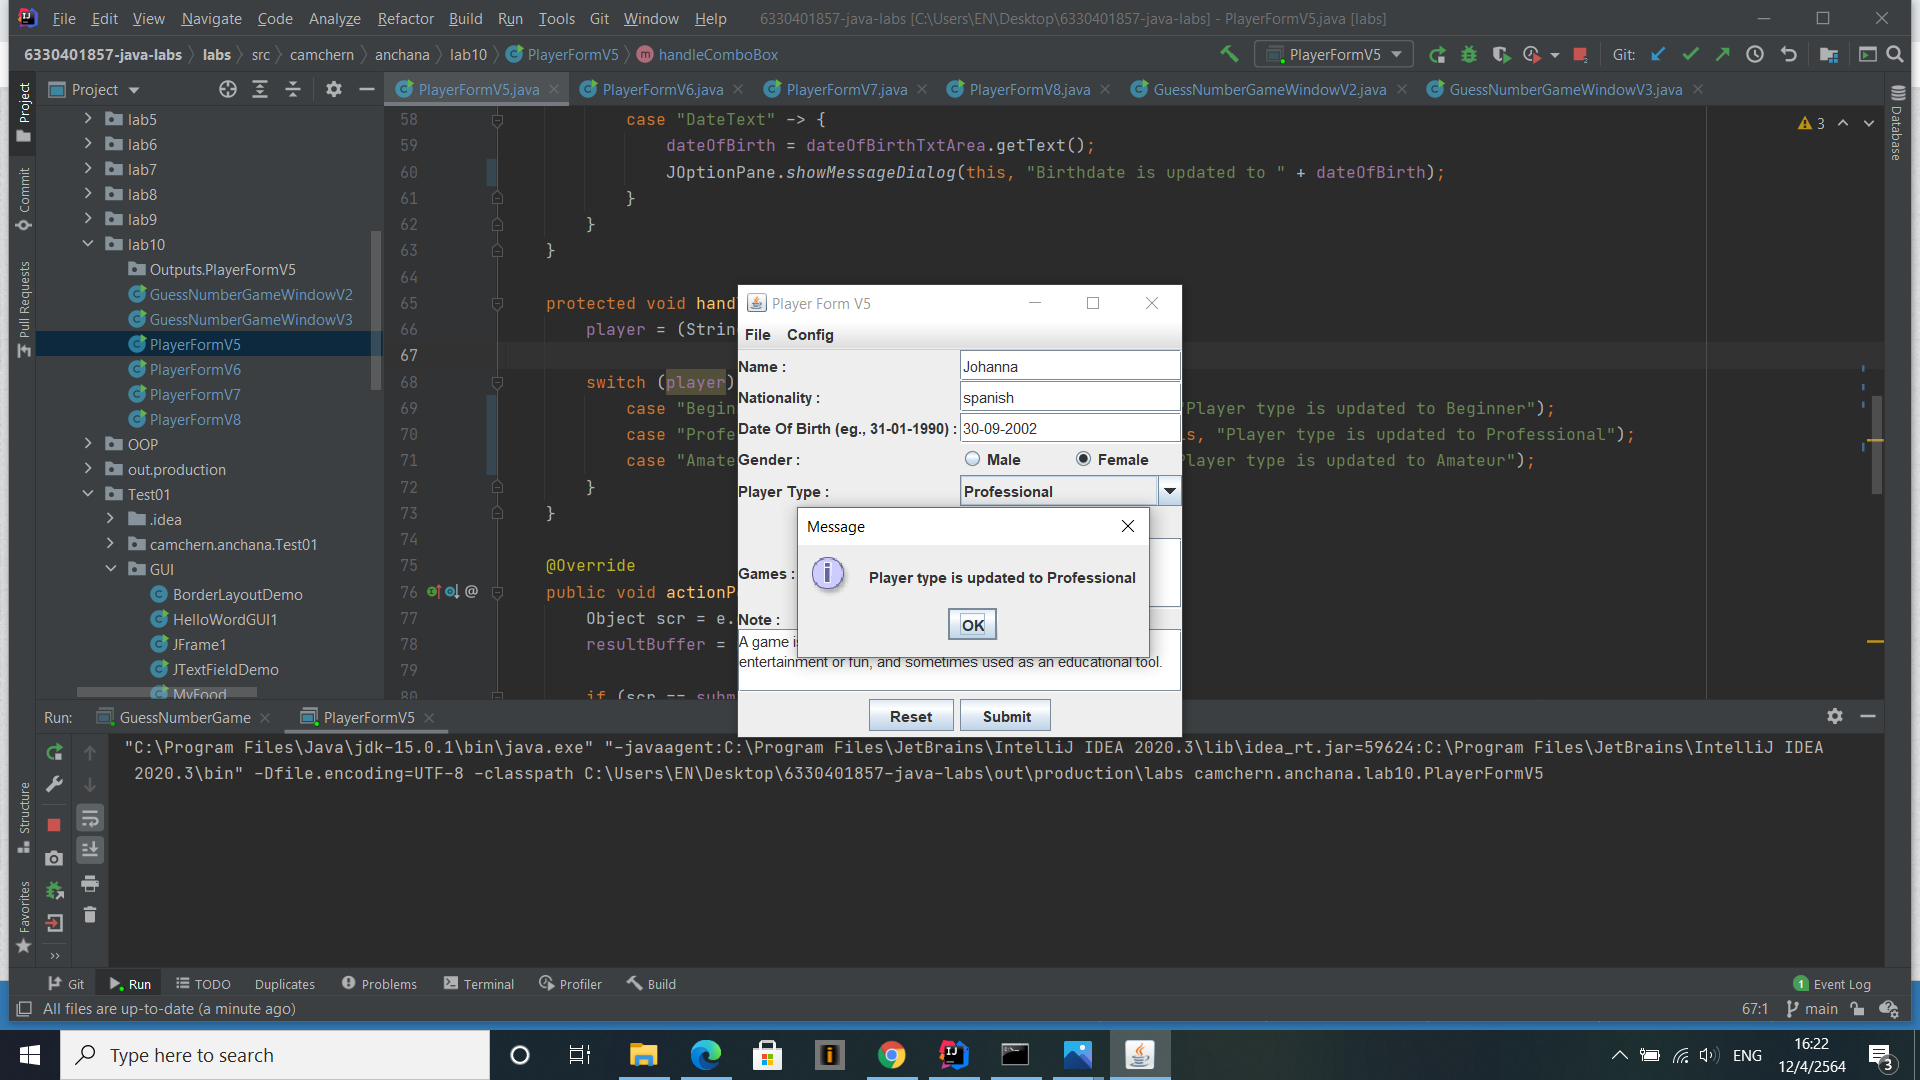 File Edit View Navigate Code Analyze Refactor Build Run Tools Git Window Help 6330401857-java-labs [C:\Users\EN\Desktop\6330401857-java-labs] - PlayerFormV5.java [labs]
6330401857-java-labs labs src camchern anchana lab10 PlayerFormV5 handleComboBox PlayerFormV5 Git:
Project
PlayerFormV5.java PlayerFormV6.java PlayerFormV7.java PlayerFormV8.java GuessNumberGameWindowV2.java GuessNumberGameWindowV3.java
Project
Commit
Pull Requests
Structure
Favorites
Database
lab5
lab6
lab7
lab8
lab9
lab10
Outputs.PlayerFormV5
GuessNumberGameWindowV2
GuessNumberGameWindowV3
PlayerFormV5
PlayerFormV6
PlayerFormV7
PlayerFormV8
OOP
out.production
Test01
.idea
camchern.anchana.Test01
GUI
BorderLayoutDemo
HelloWordGUI1
JFrame1
JTextFieldDemo
MyFood
3
58 case "DateText" -> {
59 dateOfBirth = dateOfBirthTxtArea.getText();
60 JOptionPane.showMessageDialog(this, "Birthdate is updated to " + dateOfBirth);
61 }
62 }
63 }
64
65 protected void hand
66 player = (Strin
67
68 switch (player)
69 case "Begin Player type is updated to Beginner");
70 case "Profe s, "Player type is updated to Professional");
71 case "Amate layer type is updated to Amateur");
72 }
73 }
74
75 @Override
76 public void actionP
77 Object scr = e.
78 resultBuffer =
79
80 if (scr == subm
Player Form V5
File Config
Name : Johanna
Nationality : spanish
Date Of Birth (eg., 31-01-1990) : 30-09-2002
Gender : Male Female
Player Type : Professional
Games :
Note :
A game is
entertainment or fun, and sometimes used as an educational tool.
Reset Submit
Message
Player type is updated to Professional
OK
Run: GuessNumberGame PlayerFormV5
"C:\Program Files\Java\jdk-15.0.1\bin\java.exe" "-javaagent:C:\Program Files\JetBrains\IntelliJ IDEA 2020.3\lib\idea_rt.jar=59624:C:\Program Files\JetBrains\IntelliJ IDEA
2020.3\bin" -Dfile.encoding=UTF-8 -classpath C:\Users\EN\Desktop\6330401857-java-labs\out\production\labs camchern.anchana.lab10.PlayerFormV5
Git Run TODO Duplicates Problems Terminal Profiler Build 1 Event Log
All files are up-to-date (a minute ago) 67:1 main
Type here to search
ENG
16:22
12/4/2564
3